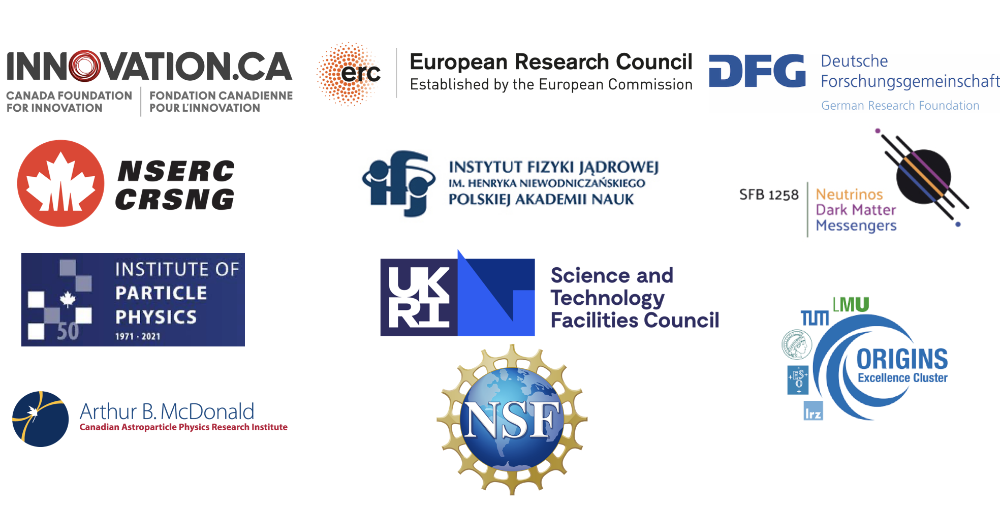 INNOVATION.CA
CANADA FOUNDATION
FOR INNOVATION
FONDATION CANADIENNE
POUR L'INNOVATION
erc
European Research Council
Established by the European Commission
DFG
Deutsche
Forschungsgemeinschaft
German Research Foundation
NSERC
CRSNG
ifj
INSTYTUT FIZYKI JĄDROWEJ
IM. HENRYKA NIEWODNICZAŃSKIEGO
POLSKIEJ AKADEMII NAUK
SFB 1258
Neutrinos
Dark Matter
Messengers
50
INSTITUTE OF
PARTICLE
PHYSICS
1971 · 2021
UK
RI
Science and
Technology
Facilities Council
LMU
TUM
ES
O
lrz
ORIGINS
Excellence Cluster
Arthur B. McDonald
Canadian Astroparticle Physics Research Institute
NSF